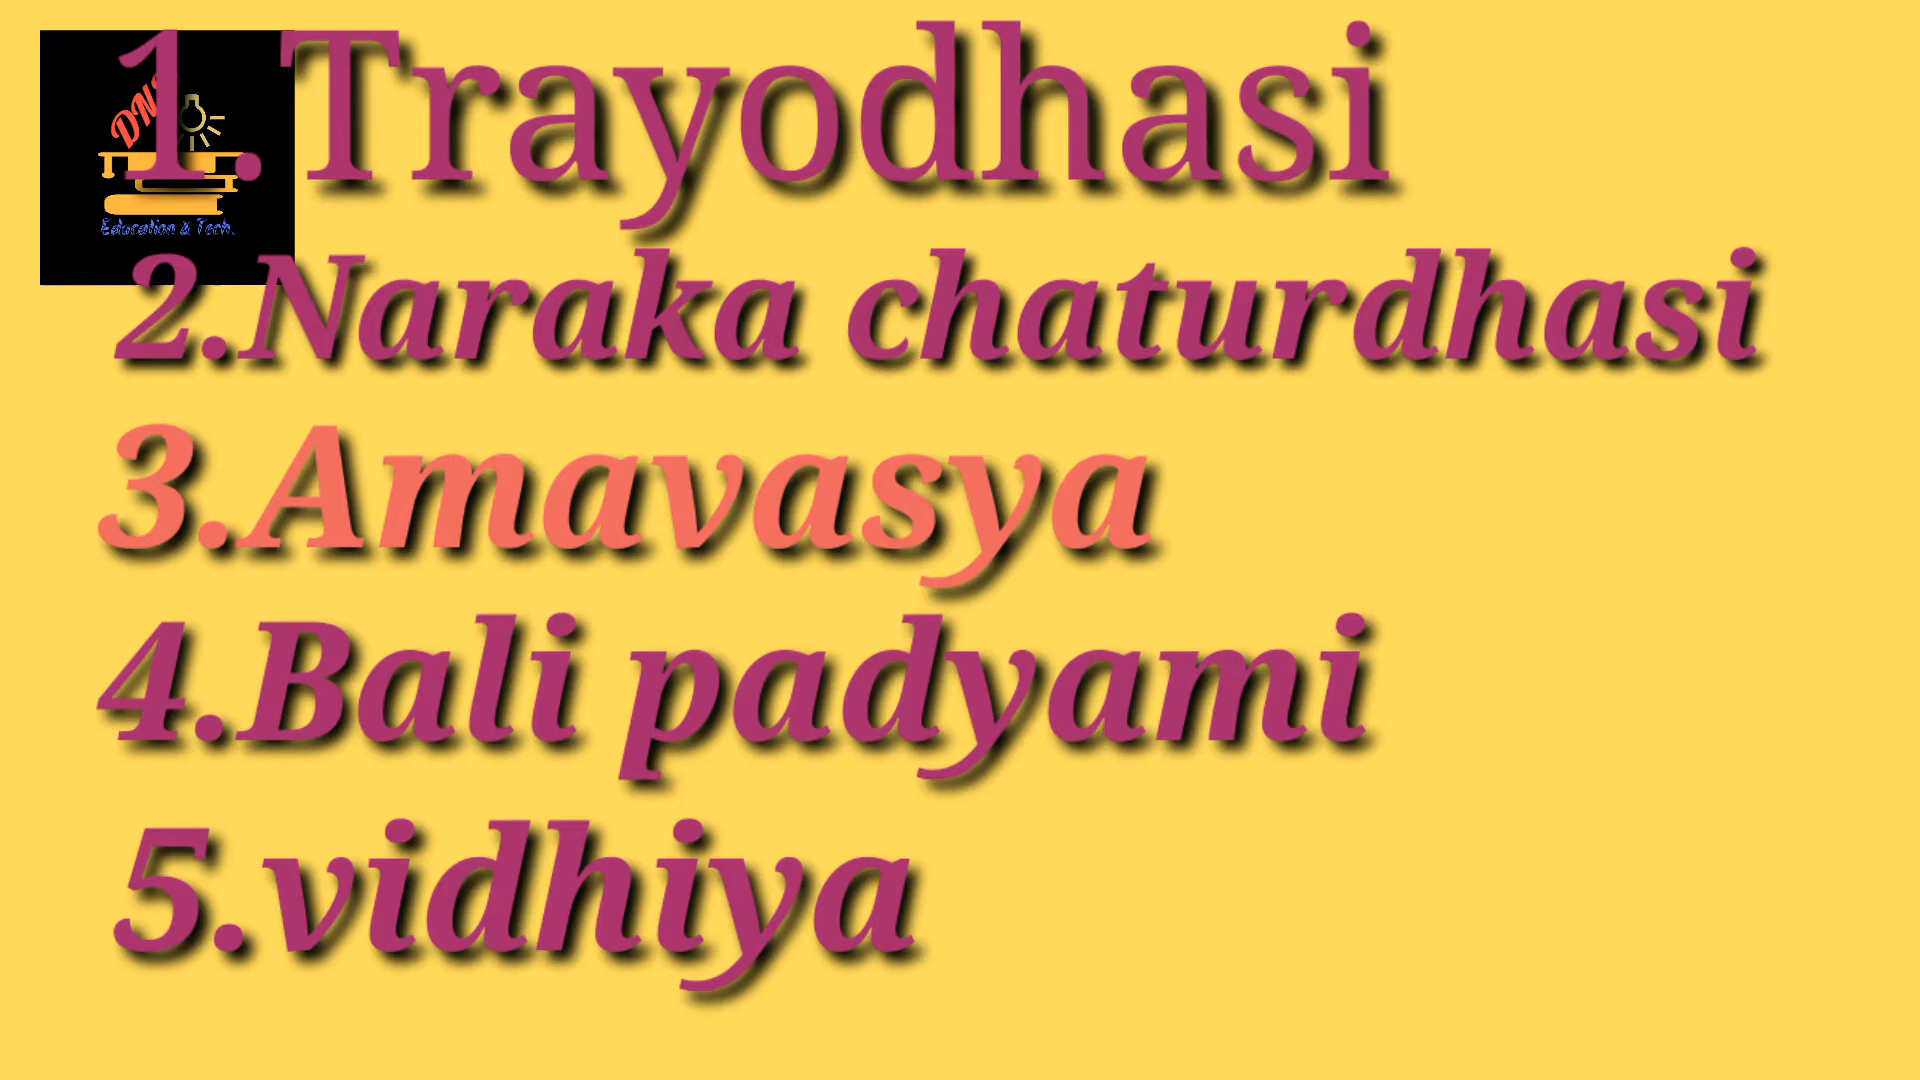 1.Trayodhasi
Education & Tech.
2.Naraka chaturdhasi
3.Amavasya
4.Bali padyami
5.vidhiya